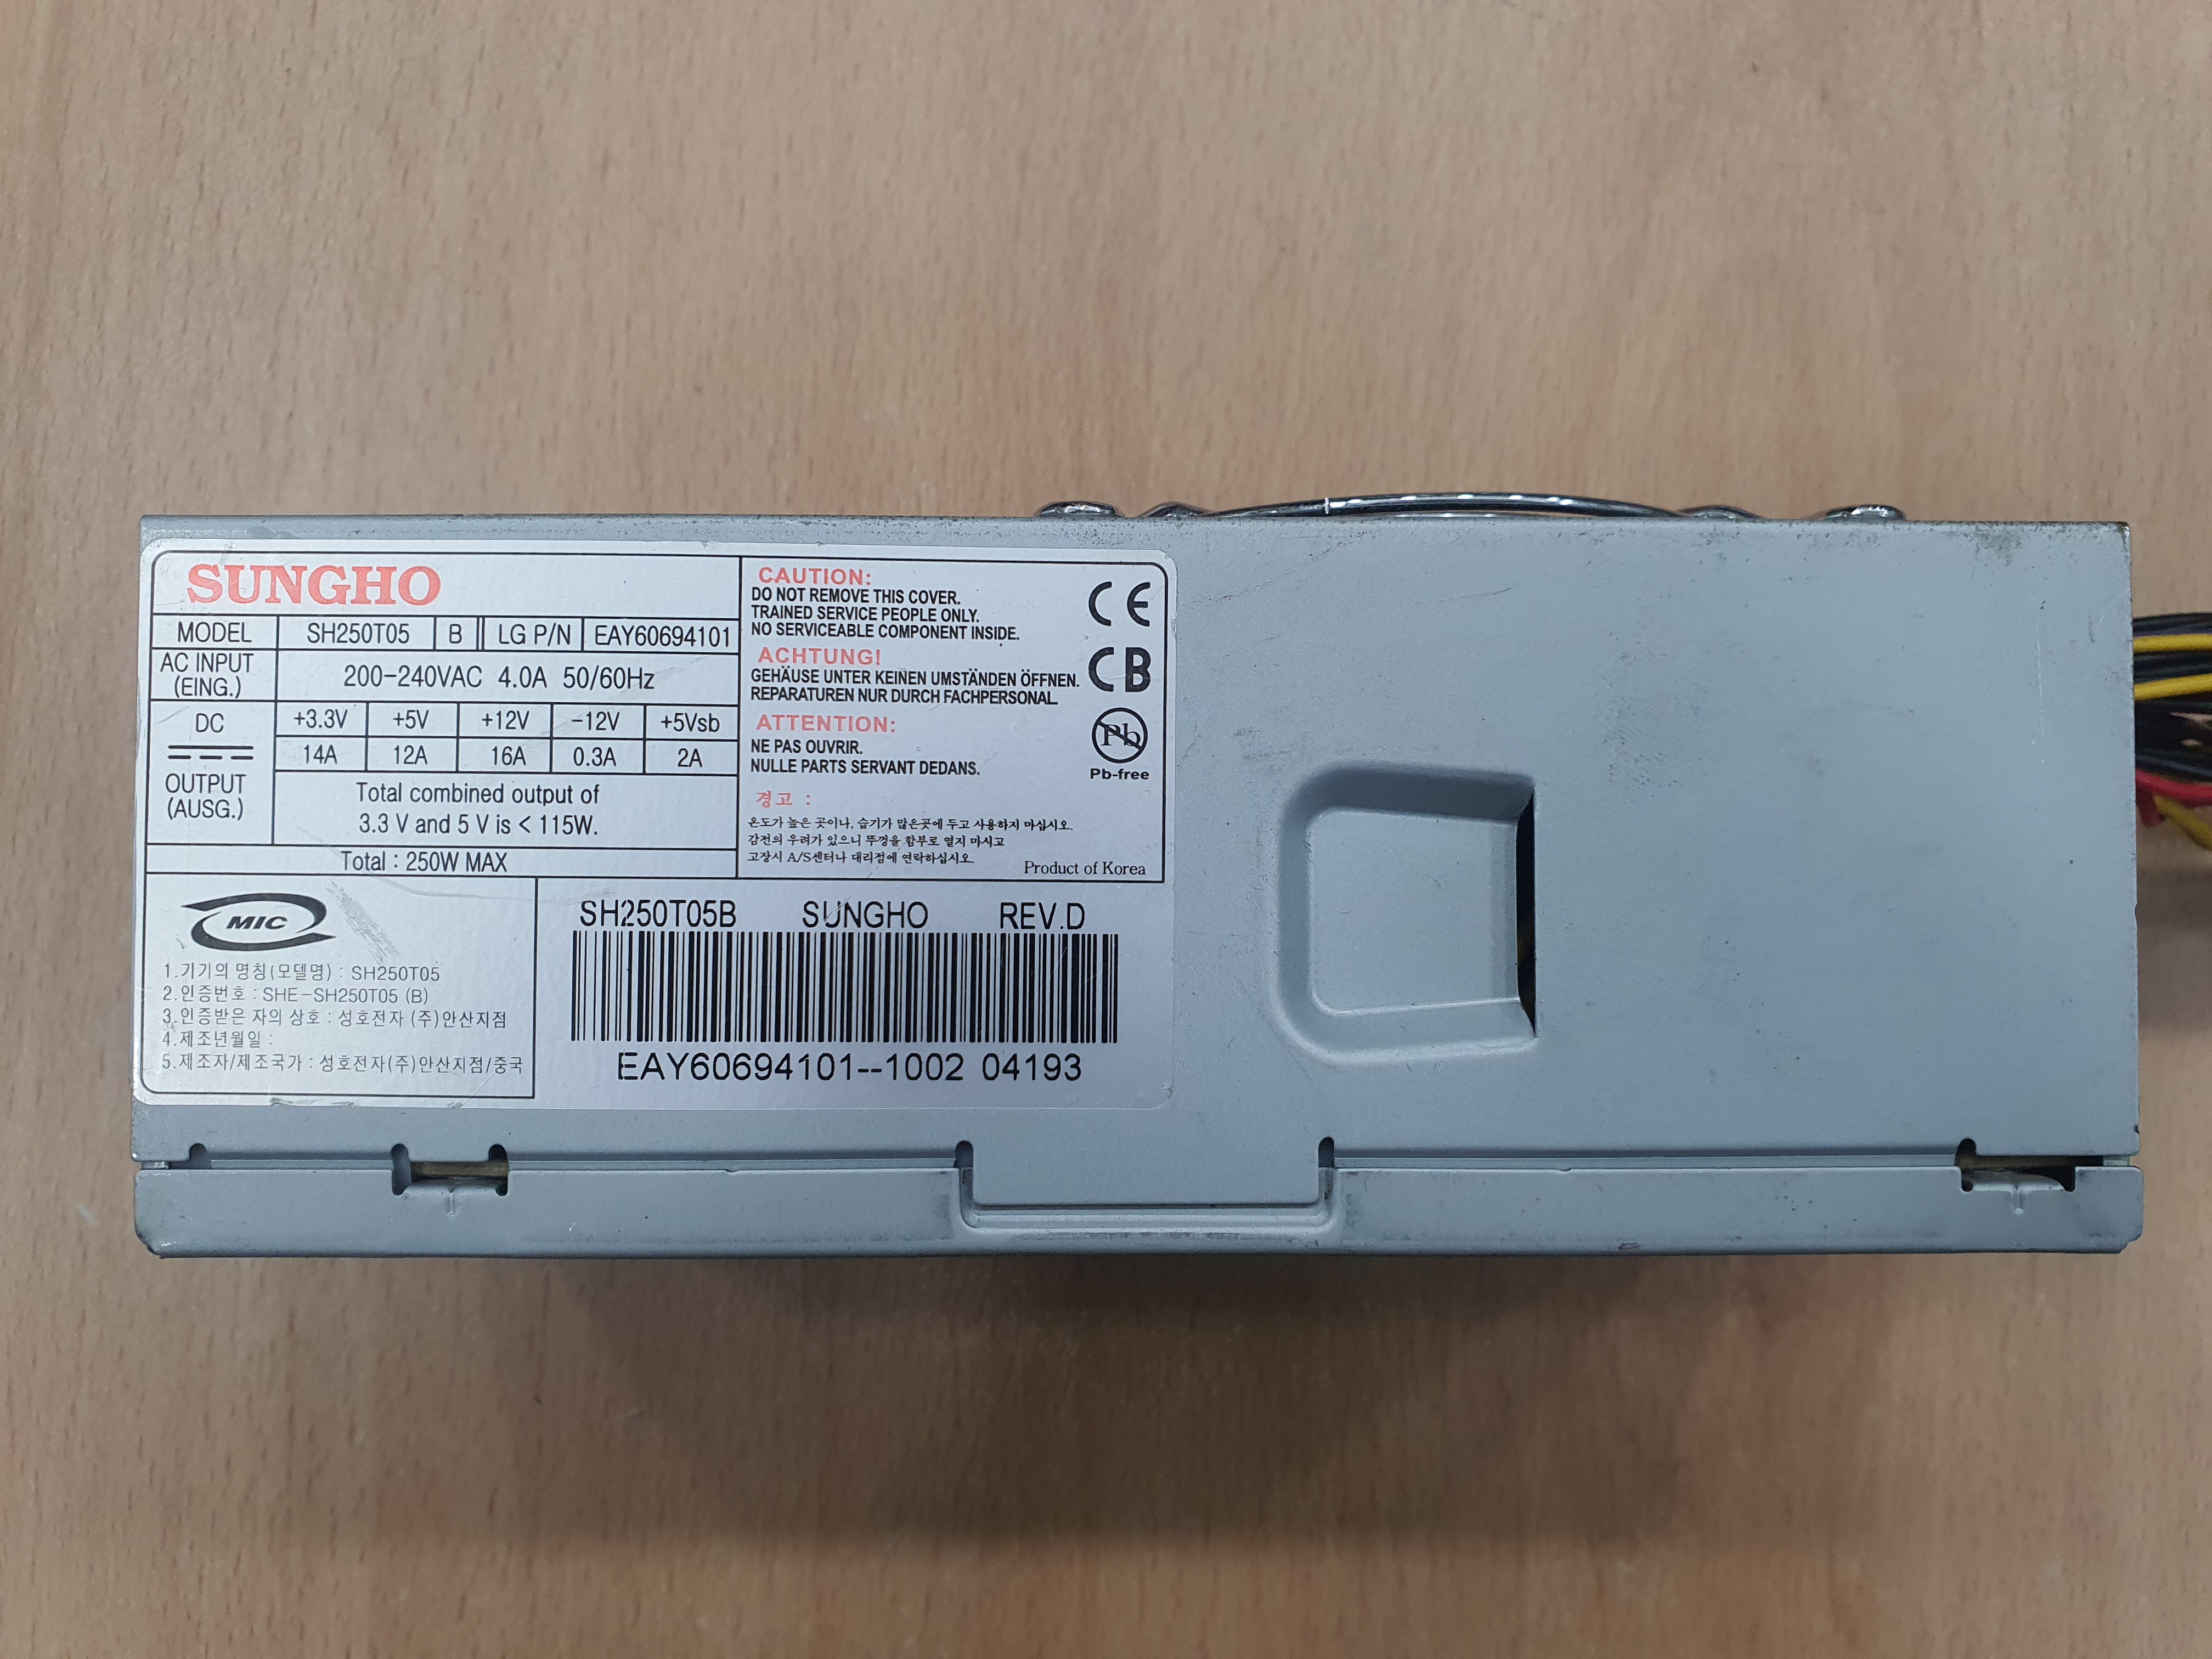 SUNGHO
MODEL SH250T05 B LG P/N EAY60694101
AC INPUT
(EING.)
200-240VAC 4.0A 50/60Hz
DC
OUTPUT
(AUSG.)
+3.3V +5V +12V -12V +5Vsb
14A 12A 16A 0.3A 2A
Total combined output of
3.3 V and 5 V is < 115W.
Total : 250W MAX
CAUTION:
DO NOT REMOVE THIS COVER.
TRAINED SERVICE PEOPLE ONLY.
NO SERVICEABLE COMPONENT INSIDE.
ACHTUNG!
GEHÄUSE UNTER KEINEN UMSTÄNDEN ÖFFNEN.
REPARATUREN NUR DURCH FACHPERSONAL.
ATTENTION:
NE PAS OUVRIR.
NULLE PARTS SERVANT DEDANS.
경고 :
온도가 높은 곳이나, 습기가 많은곳에 두고 사용하지 마십시오.
감전의 우려가 있으니 뚜껑을 함부로 열지 마시고
고장시 A/S센터나 대리점에 연락하십시오.
Product of Korea
CE
CB
Pb
Pb-free
MIC
1.기기의 명칭(모델명) : SH250T05
2.인증번호 : SHE-SH250T05 (B)
3.인증받은 자의 상호 : 성호전자 (주)안산지점
4.제조년월일 :
5.제조자/제조국가 : 성호전자(주)안산지점/중국
SH250T05B SUNGHO REV.D
EAY60694101--1002 04193